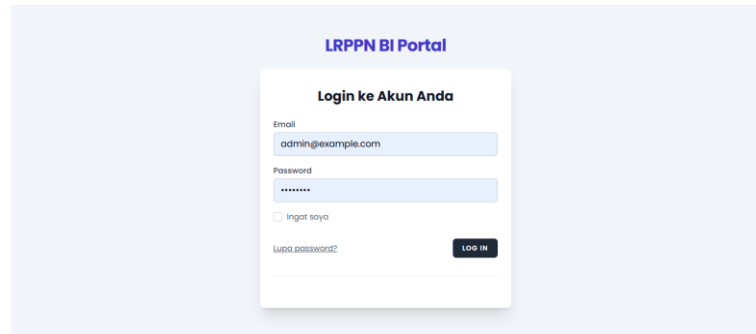 LRPPN BI Portal
Login ke Akun Anda
Email
admin@example.com
Password
••••••••
Ingat saya
Lupa password?
LOG IN